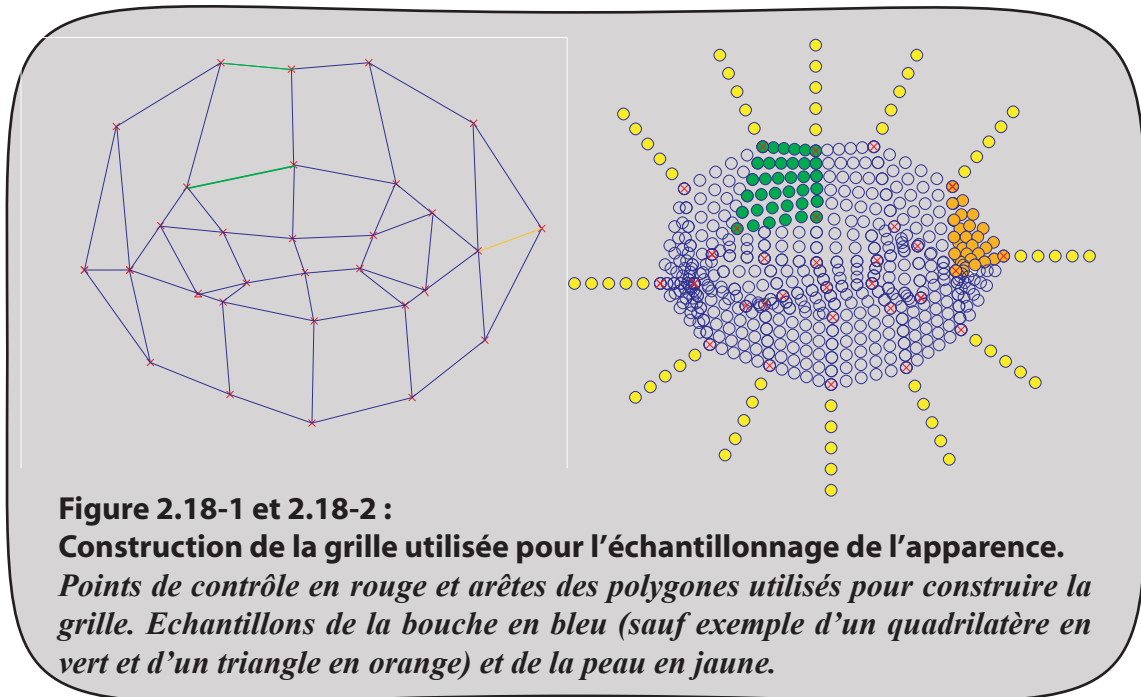 Figure 2.18-1 et 2.18-2 :
Construction de la grille utilisée pour l’échantillonnage de l’apparence.
Points de contrôle en rouge et arêtes des polygones utilisés pour construire la
grille. Echantillons de la bouche en bleu (sauf exemple d’un quadrilatère en
vert et d’un triangle en orange) et de la peau en jaune.